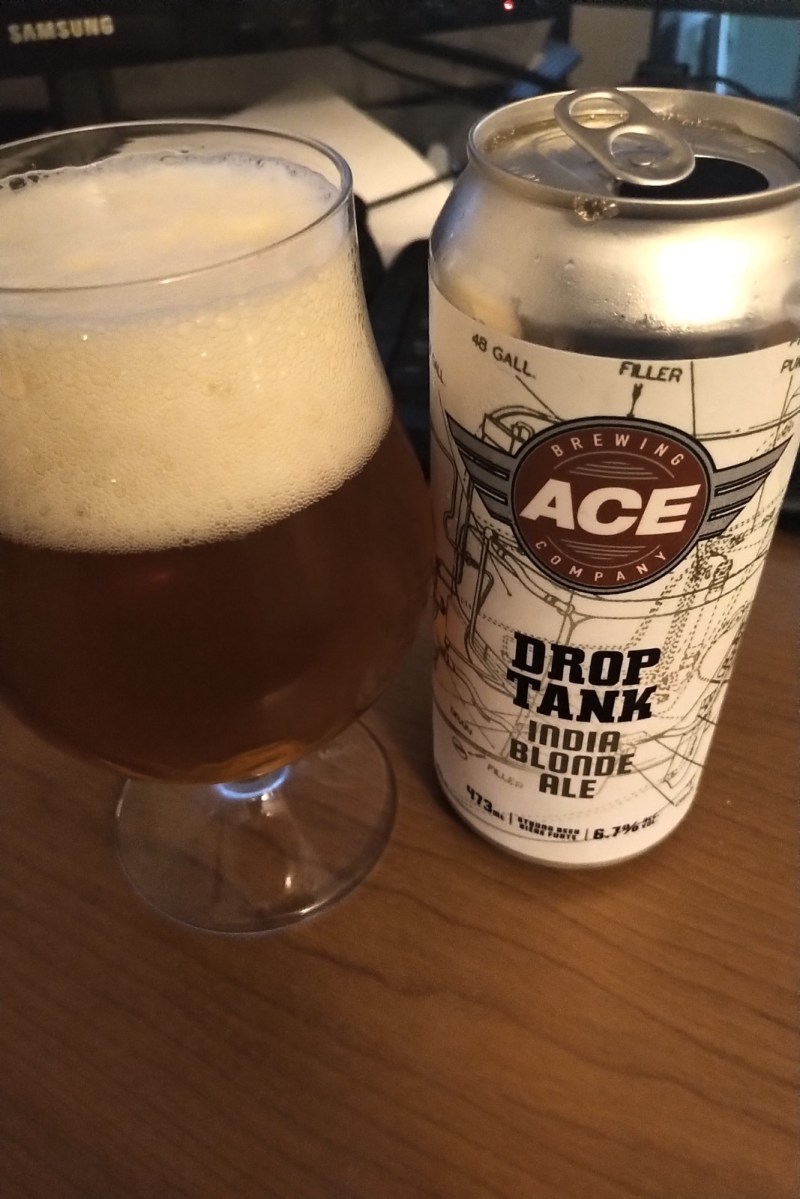 SAMSUNG
48 GALL.
FILLER
BREWING
ACE
COMPANY
DROP
TANK
INDIA
BLONDE
ALE
FILLER
473mL | STRONG BEER BIÈRE FORTE | 6.7% ALC. VOL.